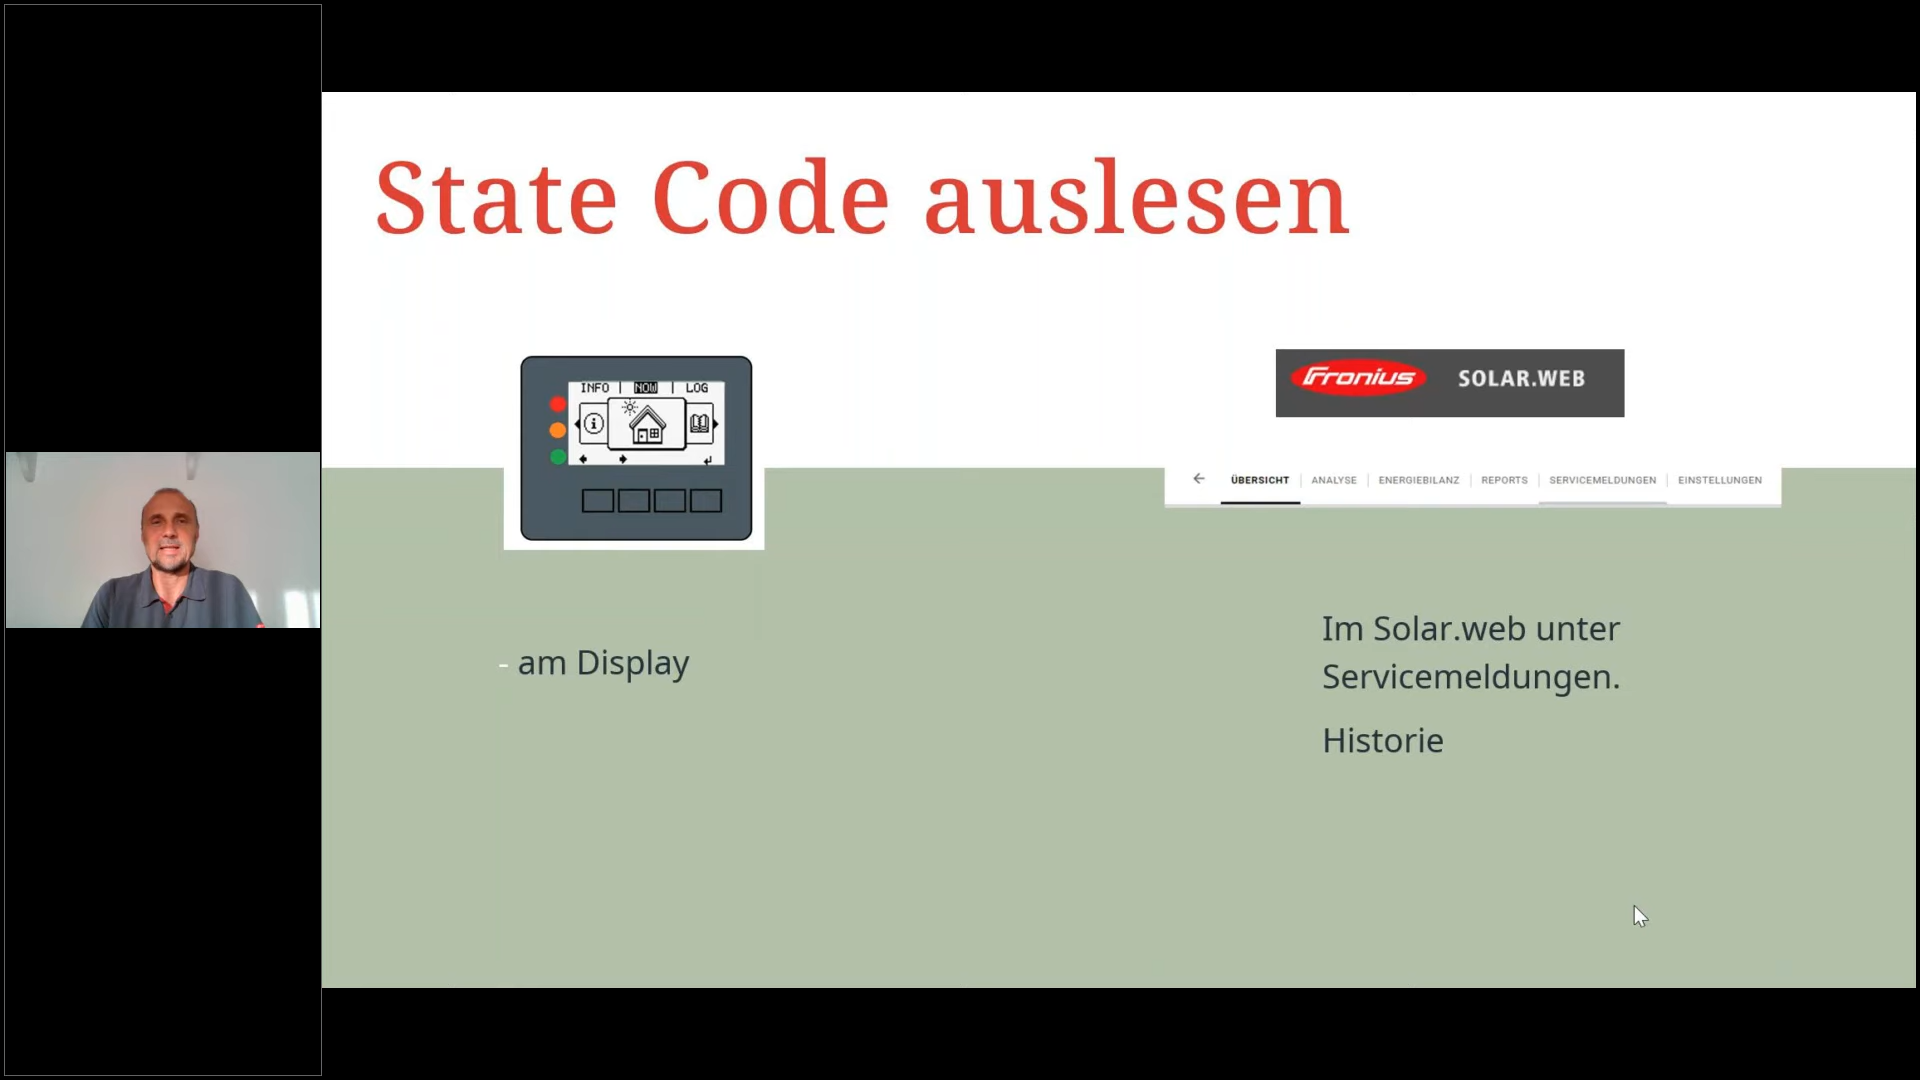 State Code auslesen
INFO | NOW | LOG
Fronius SOLAR.WEB
ÜBERSICHT ANALYSE ENERGIEBILANZ REPORTS SERVICEMELDUNGEN EINSTELLUNGEN
- am Display
Im Solar.web unter
Servicemeldungen.
Historie